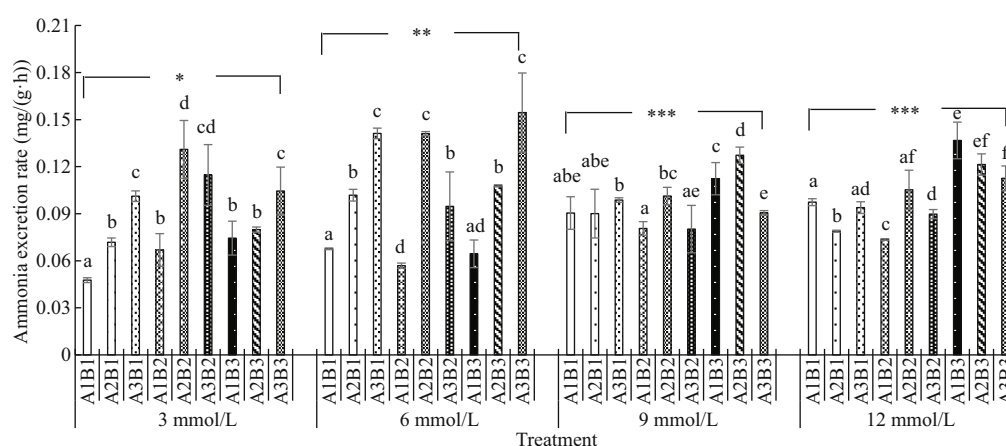 Ammonia excretion rate (mg/(g·h))
0.21
0.18
0.15
0.12
0.09
0.06
0.03
0
* ** *** ***
a b c b d cd b b c
a b c d c b ad b c
abe abe b a bc ae c d e
a b ad c af d e ef f
A1B1 A2B1 A3B1 A1B2 A2B2 A3B2 A1B3 A2B3 A3B3
A1B1 A2B1 A3B1 A1B2 A2B2 A3B2 A1B3 A2B3 A3B3
A1B1 A2B1 A3B1 A1B2 A2B2 A3B2 A1B3 A2B3 A3B3
A1B1 A2B1 A3B1 A1B2 A2B2 A3B2 A1B3 A2B3 A3B3
3 mmol/L 6 mmol/L 9 mmol/L 12 mmol/L
Treatment